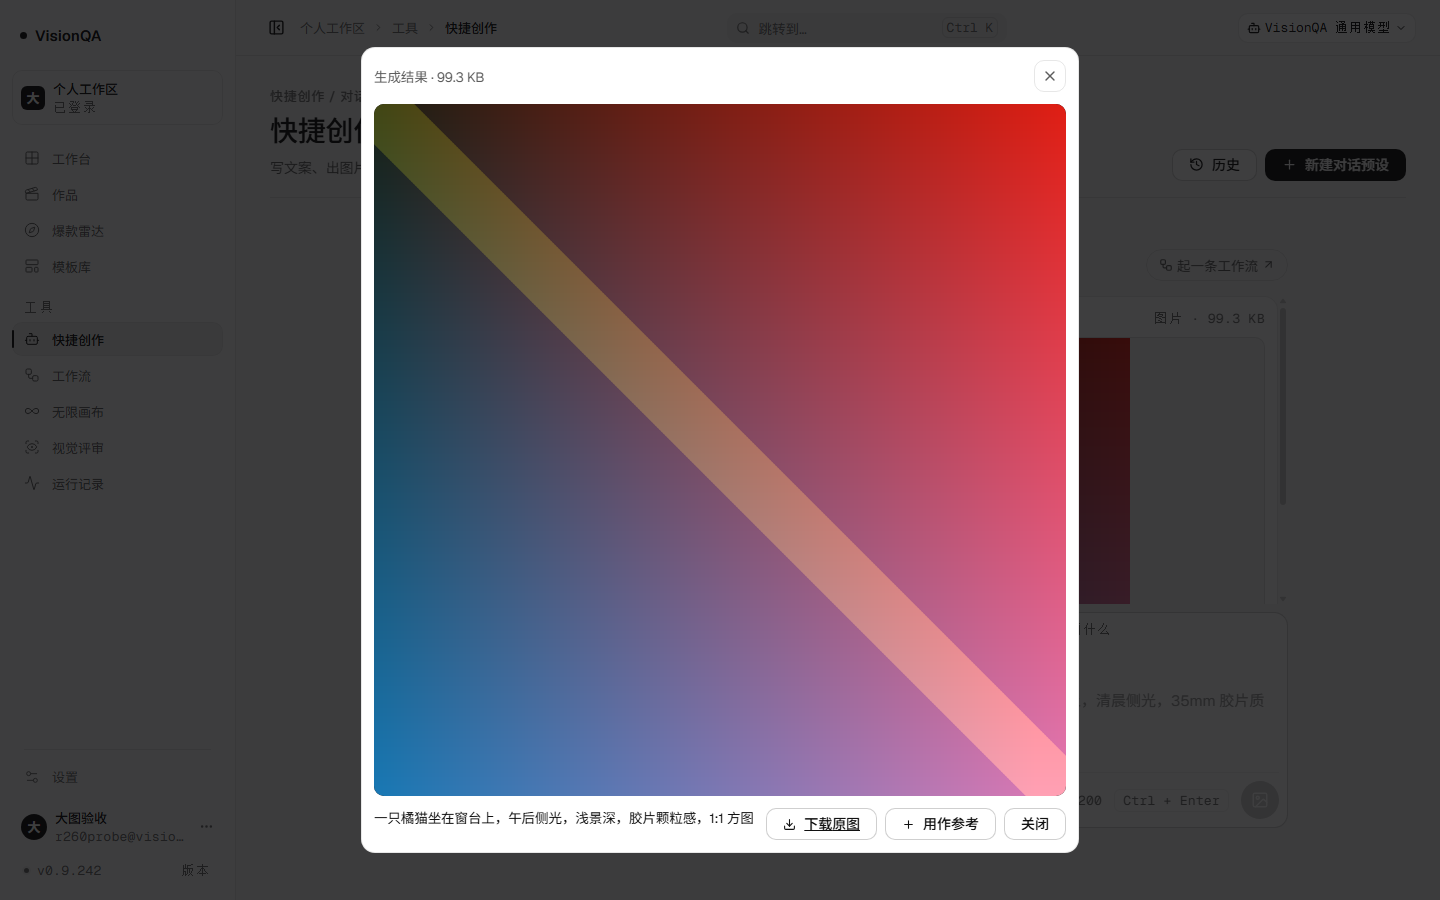 VisionQA
个人工作区
已登录
工作台
作品
爆款雷达
模板库
工具
快捷创作
工作流
无限画布
视觉评审
运行记录
设置
大图验收
r260probe@visio…
v0.9.242
版本
个人工作区 > 工具 > 快捷创作
跳转到…
Ctrl K
VisionQA 通用模型
快捷创作 / 对
快捷创
写文案、出图
历史
新建对话预设
起一条工作流
图片 · 99.3 KB
什么
，清晨侧光，35mm 胶片质
200
Ctrl + Enter
生成结果 · 99.3 KB
一只橘猫坐在窗台上，午后侧光，浅景深，胶片颗粒感，1:1 方图
下载原图
用作参考
关闭